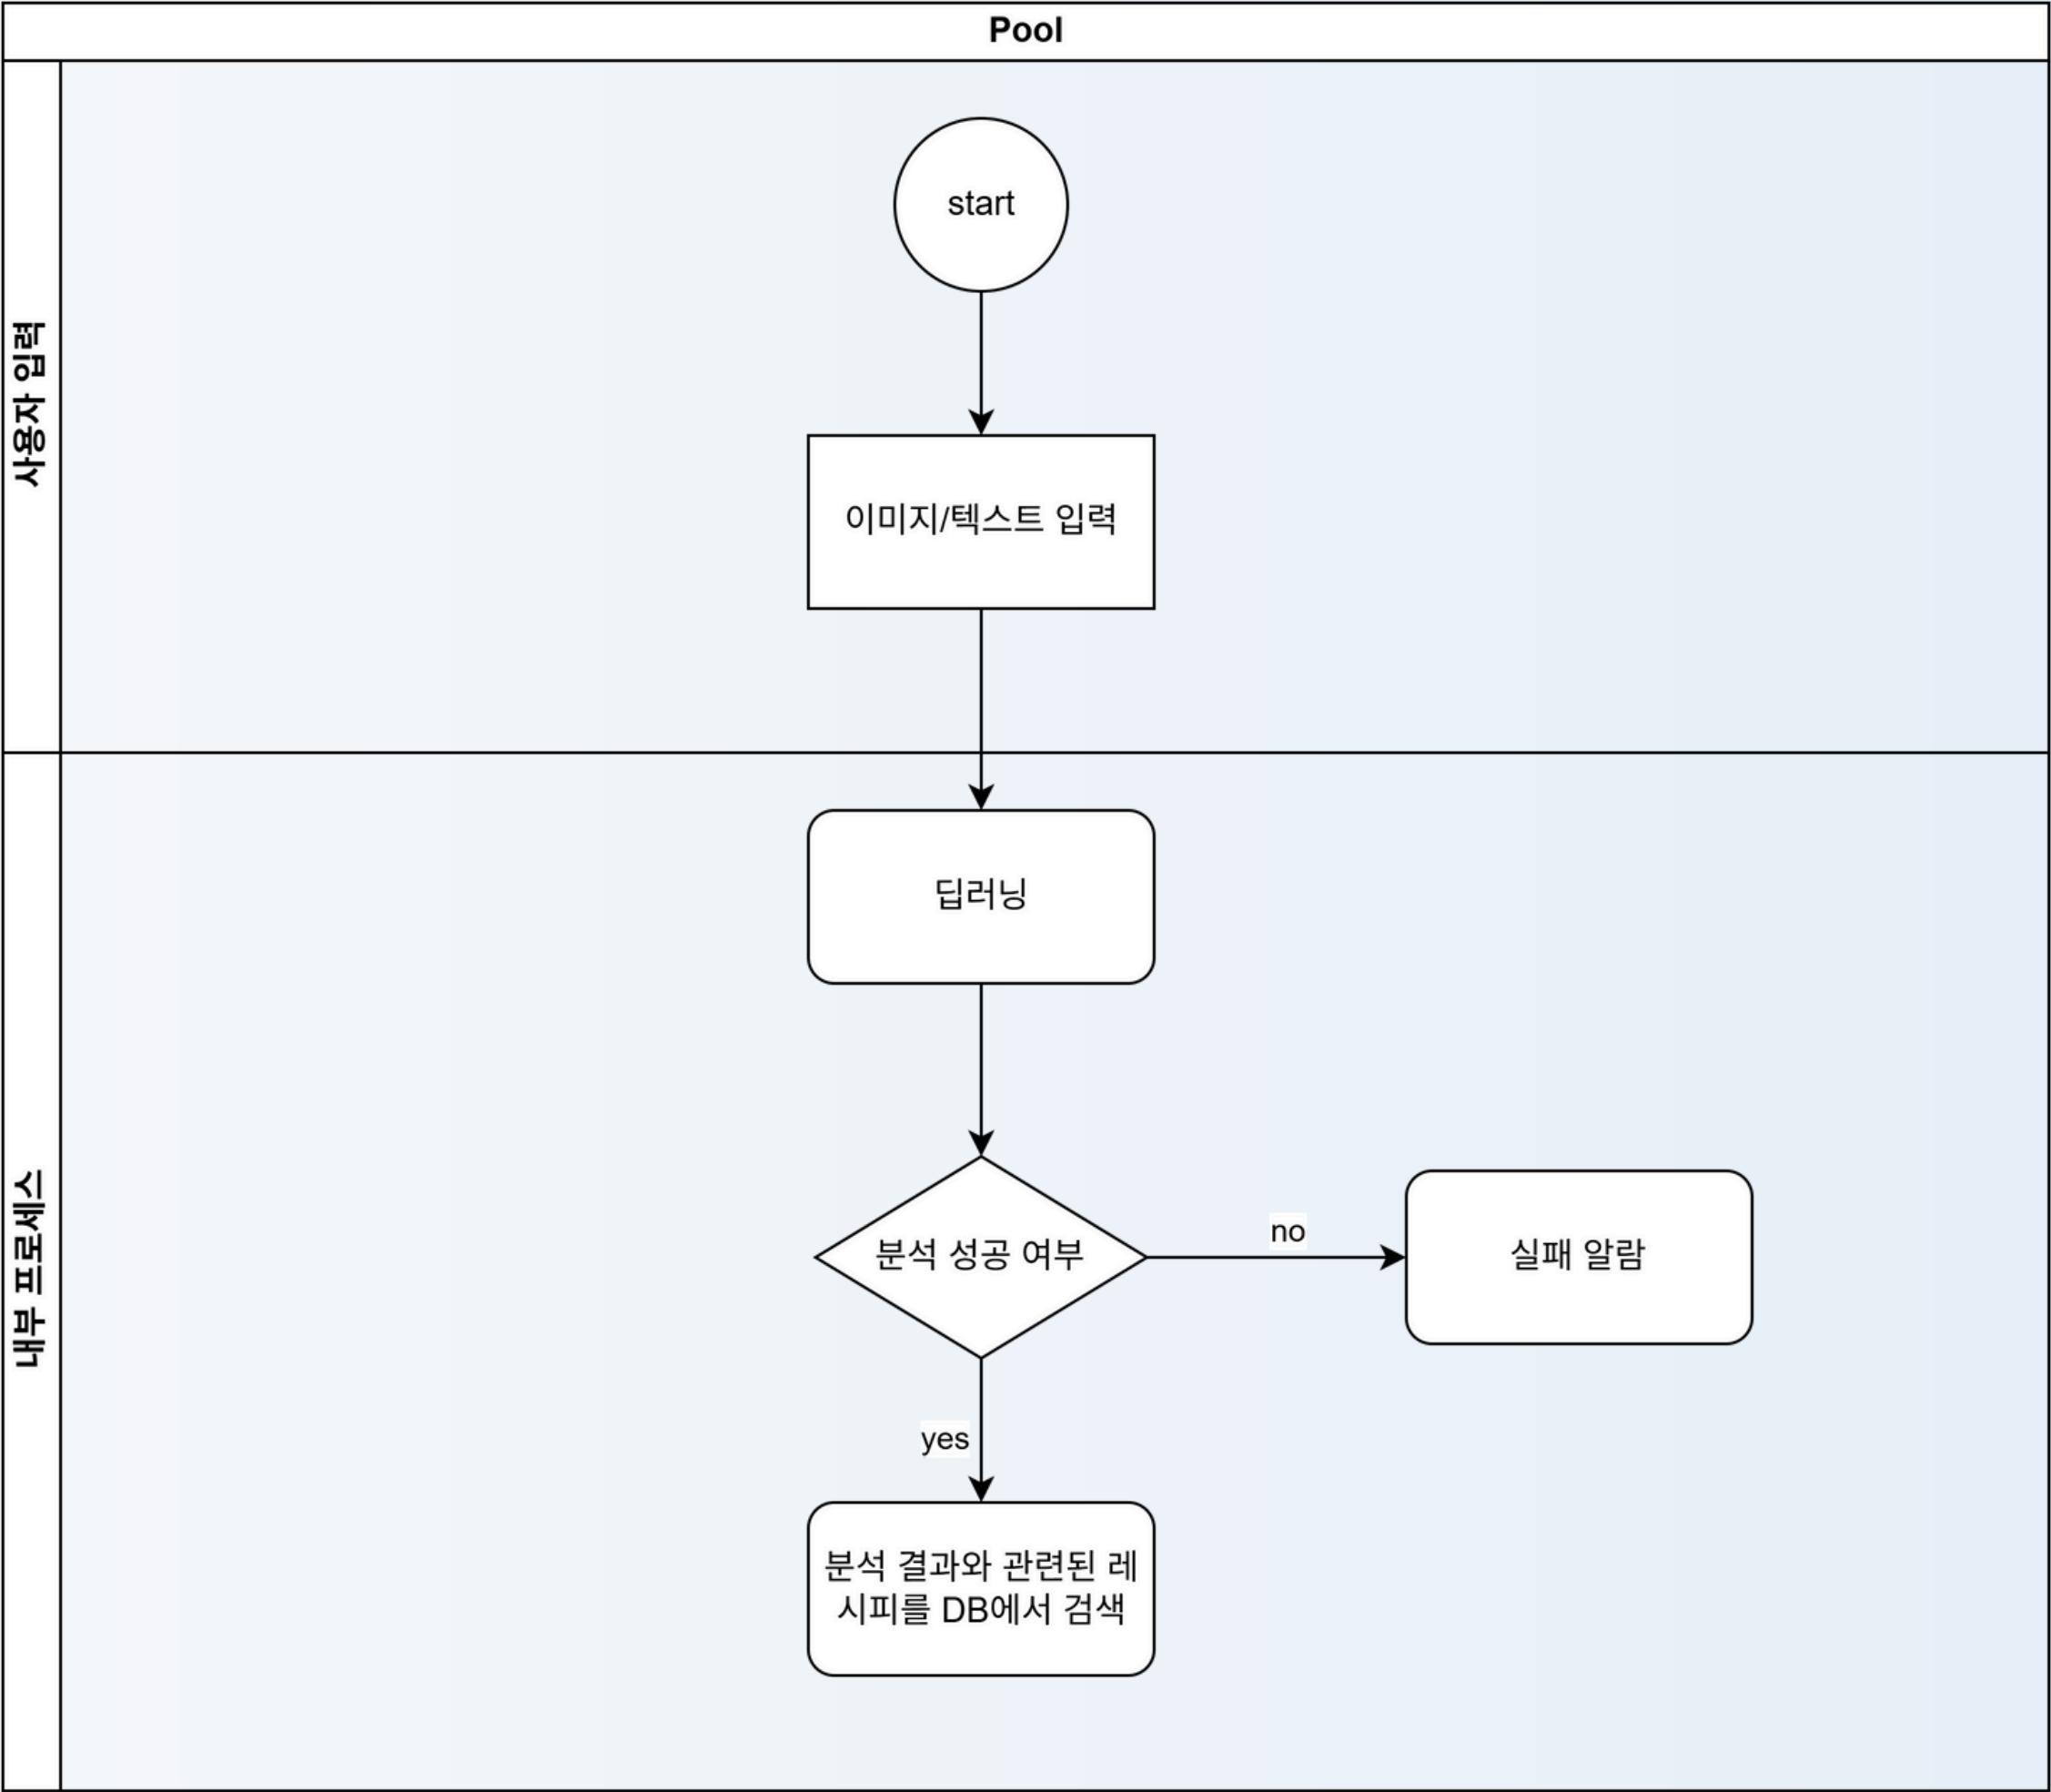 Pool
사용자 입력
start
이미지/텍스트 입력
내부 프로세스
딥러닝
분석 성공 여부
no
실패 알람
yes
분석 결과와 관련된 레
시피를 DB에서 검색